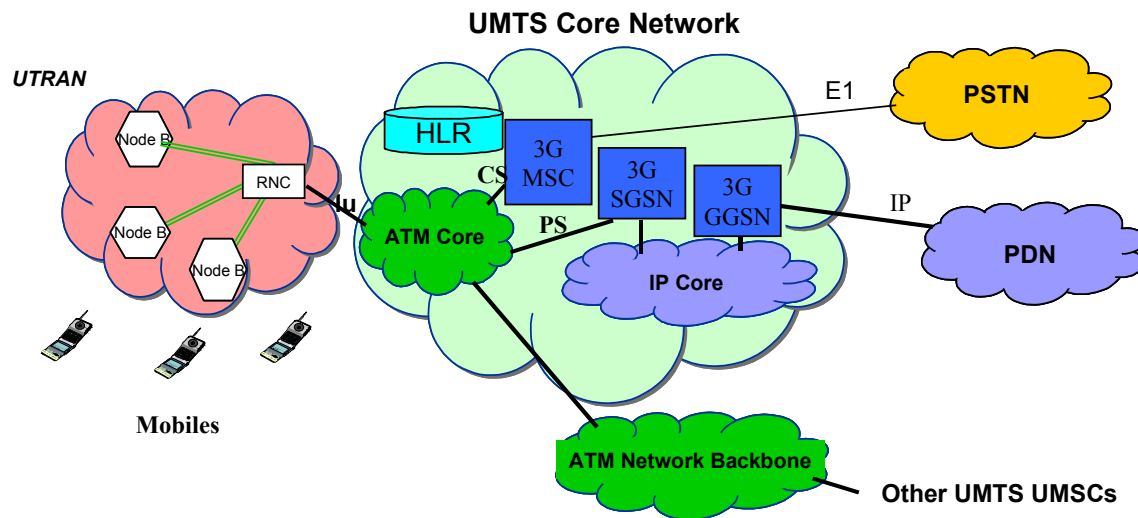 UMTS Core Network
UTRAN
E1
PSTN
Node B
HLR
3G
MSC
3G
SGSN
3G
GGSN
RNC
CS
Iu
IP
Node B
ATM Core
PS
PDN
Node B
IP Core
Mobiles
ATM Network Backbone
Other UMTS UMSCs